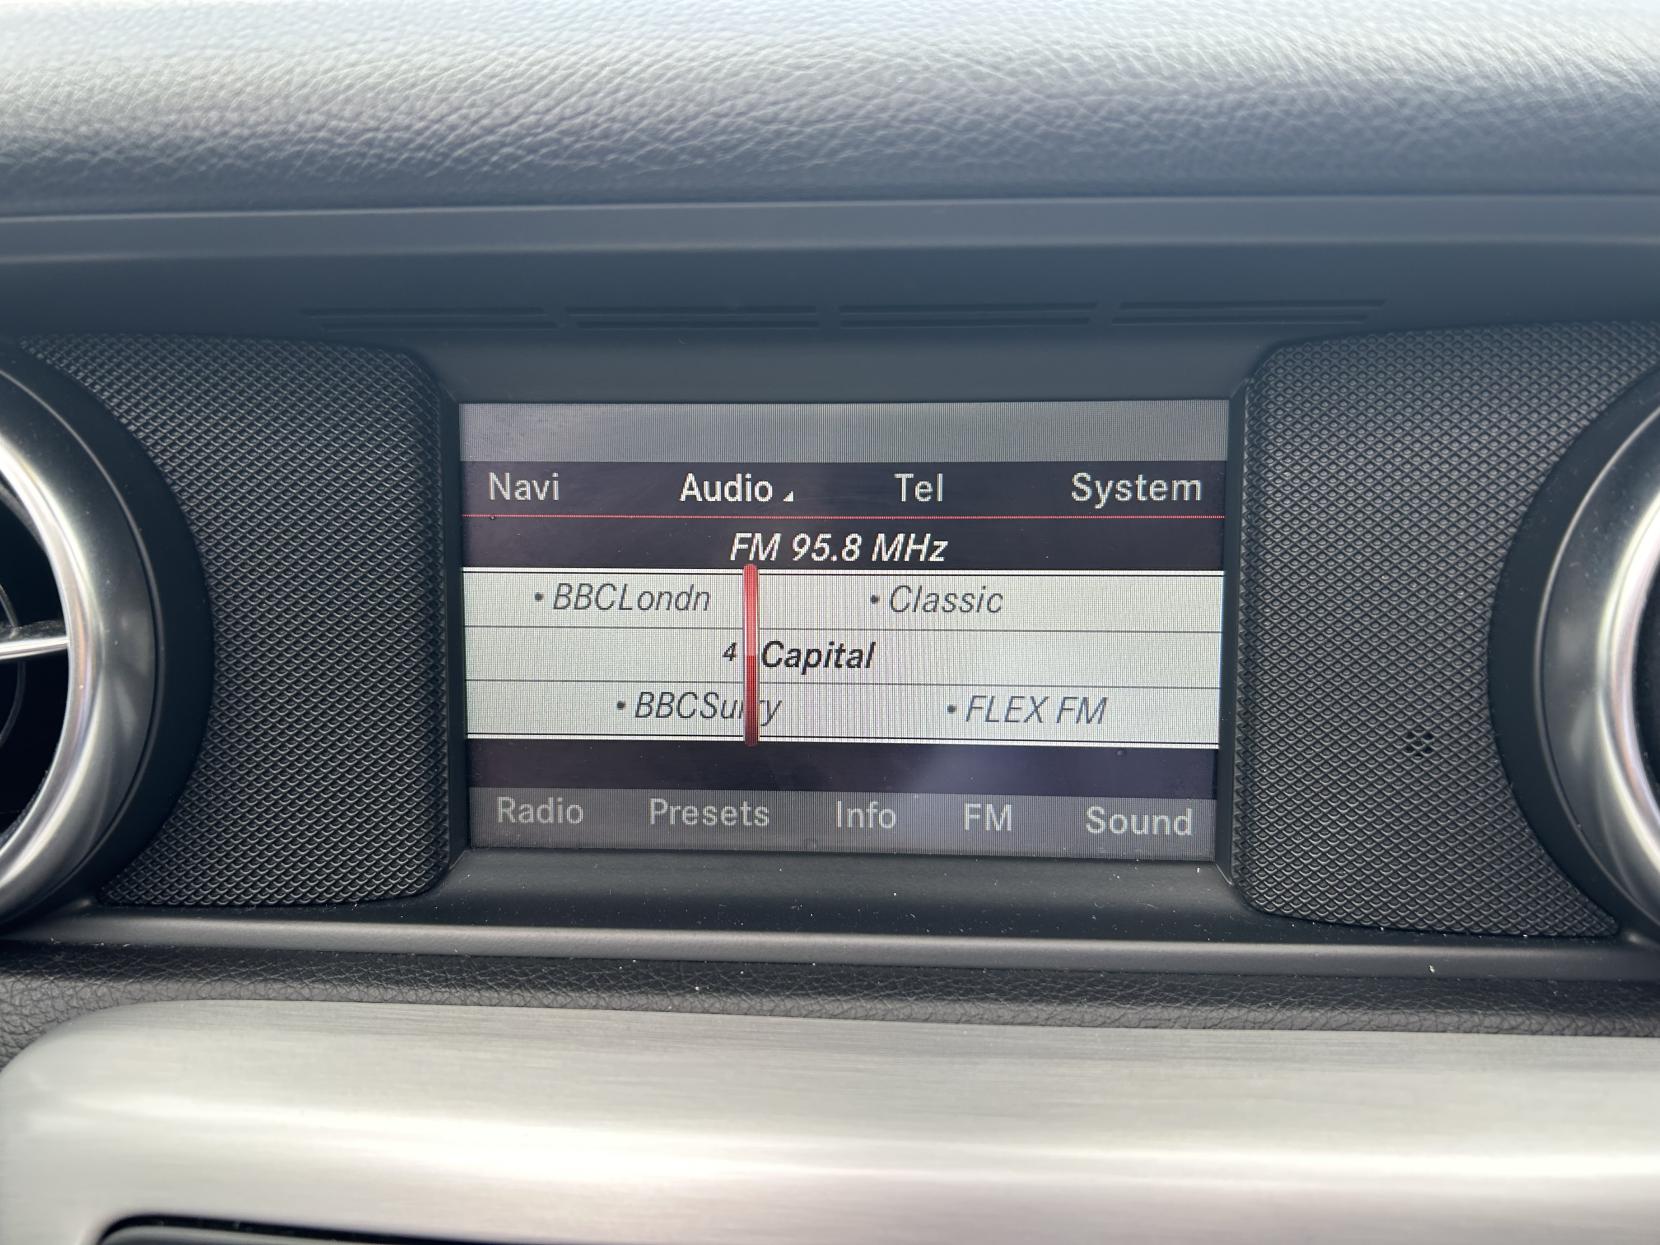 Navi Audio Tel System
FM 95.8 MHz
• BBCLondn • Classic
4 Capital
• FLEX FM
Radio Presets Info FM Sound